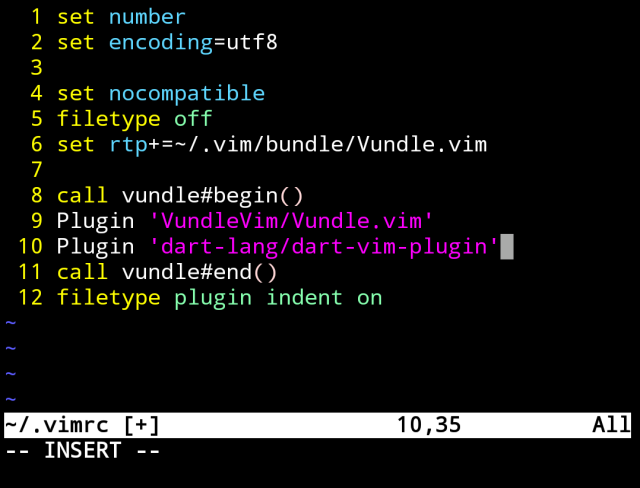 1 set number
2 set encoding=utf8
3
4 set nocompatible
5 filetype off
6 set rtp+=~/.vim/bundle/Vundle.vim
7
8 call vundle#begin()
9 Plugin 'VundleVim/Vundle.vim'
10 Plugin 'dart-lang/dart-vim-plugin'
11 call vundle#end()
12 filetype plugin indent on
~
~
~
~
~/.vimrc [+] 10,35 All
-- INSERT --